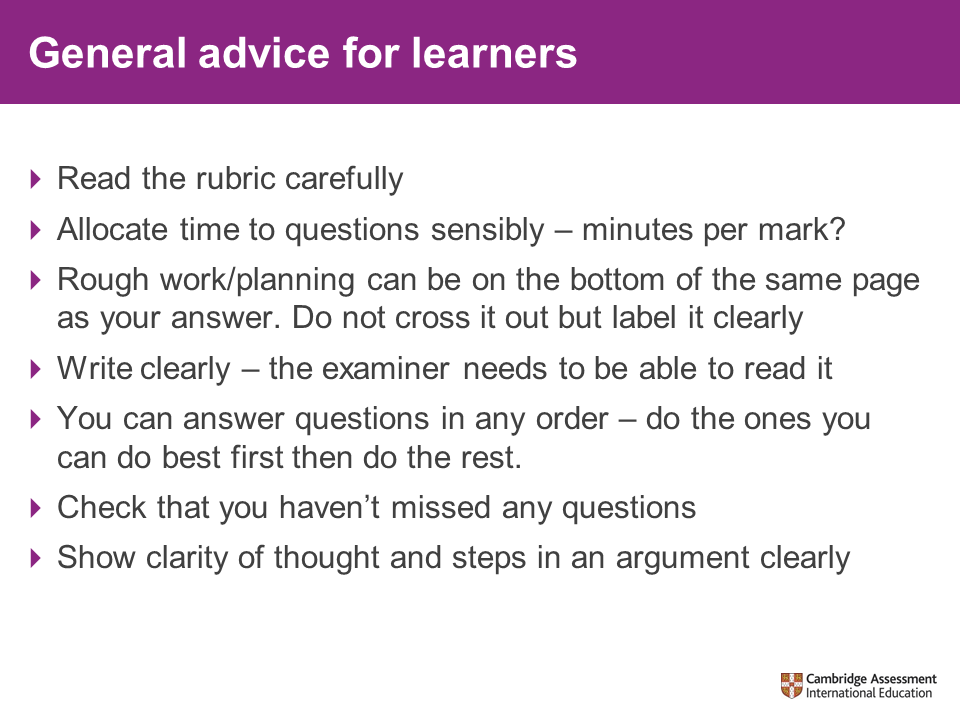 General advice for learners
Read the rubric carefully
Allocate time to questions sensibly – minutes per mark?
Rough work/planning can be on the bottom of the same page
as your answer. Do not cross it out but label it clearly
Write clearly – the examiner needs to be able to read it
You can answer questions in any order – do the ones you
can do best first then do the rest.
Check that you haven’t missed any questions
Show clarity of thought and steps in an argument clearly
Cambridge Assessment
International Education